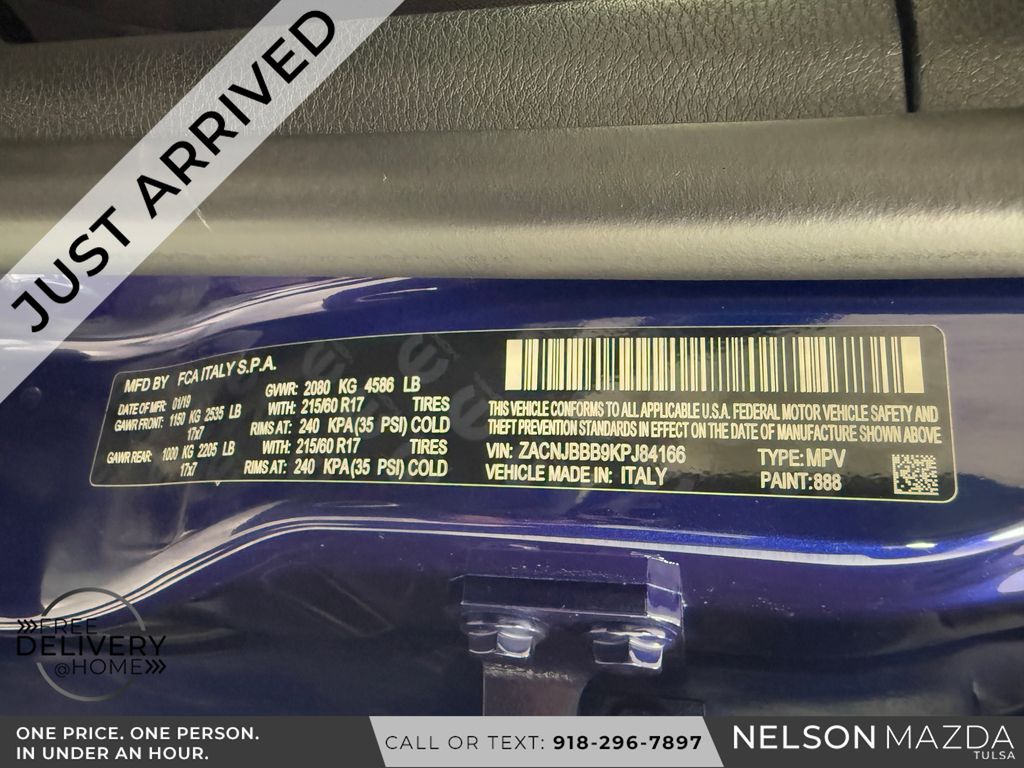 JUST ARRIVED
MFD BY FCA ITALY S.P.A.
DATE OF MFR: 01/19 GVWR: 2080 KG 4586 LB
GAWR FRONT: 1150 KG 2535 LB WITH: 215/60 R17 TIRES
17x7 RIMS AT: 240 KPA(35 PSI) COLD
GAWR REAR: 1000 KG 2205 LB WITH: 215/60 R17 TIRES
17x7 RIMS AT: 240 KPA(35 PSI) COLD
THIS VEHICLE CONFORMS TO ALL APPLICABLE U.S.A. FEDERAL MOTOR VEHICLE SAFETY AND
THEFT PREVENTION STANDARDS IN EFFECT ON THE DATE OF MANUFACTURE SHOWN ABOVE.
VIN: ZACNJBBB9KPJ84166 TYPE: MPV
VEHICLE MADE IN: ITALY PAINT: 888
FREE
DELIVERY
@HOME
ONE PRICE. ONE PERSON.
IN UNDER AN HOUR.
CALL OR TEXT: 918-296-7897
NELSON MAZDA
TULSA